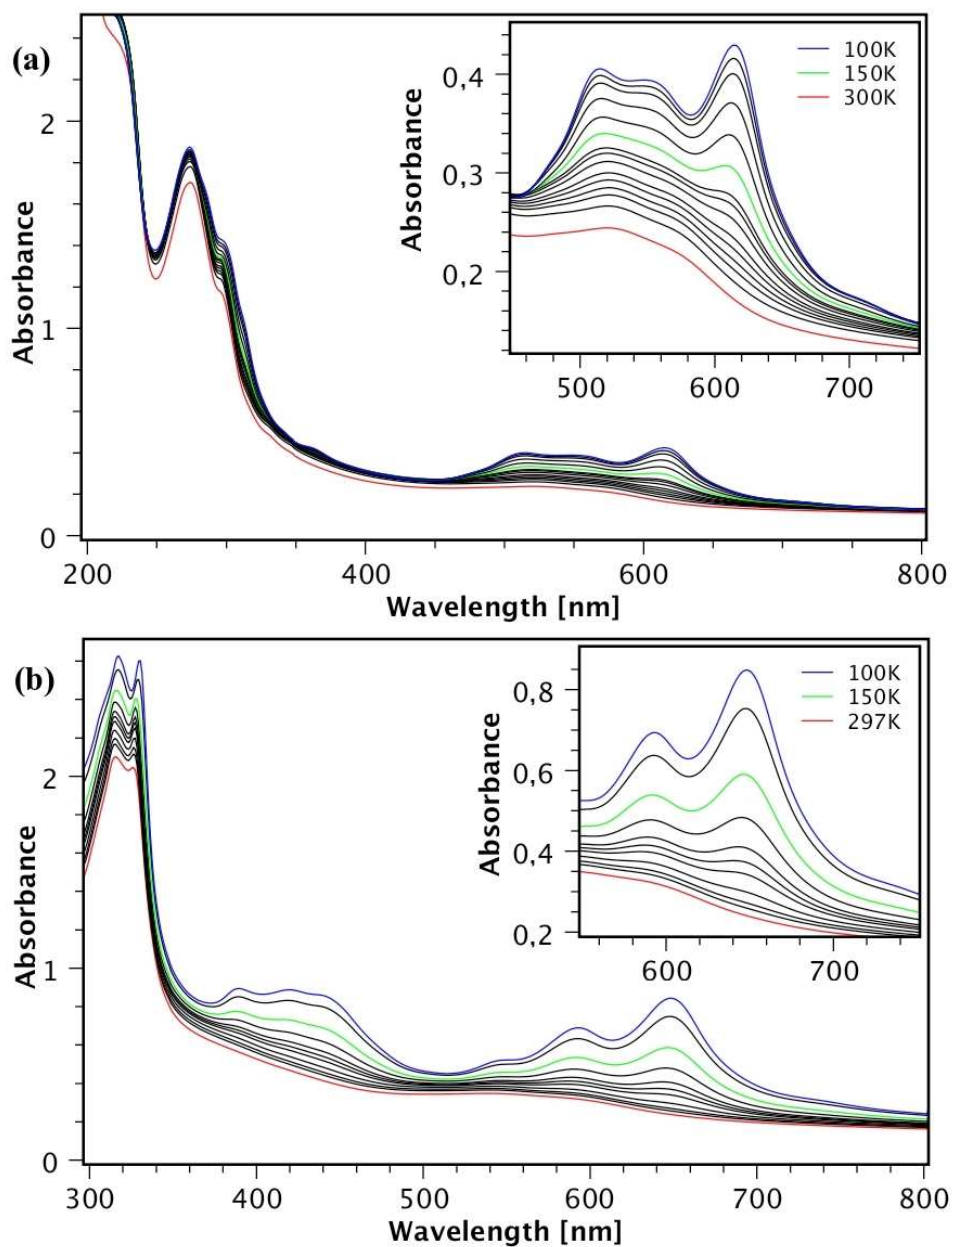 (a)
Absorbance
2
1
0
200 400 600 800
Wavelength [nm]
Absorbance
0,4
0,3
0,2
500 600 700
100K
150K
300K
(b)
Absorbance
2
1
0
300 400 500 600 700 800
Wavelength [nm]
Absorbance
0,8
0,6
0,4
0,2
600 700
100K
150K
297K